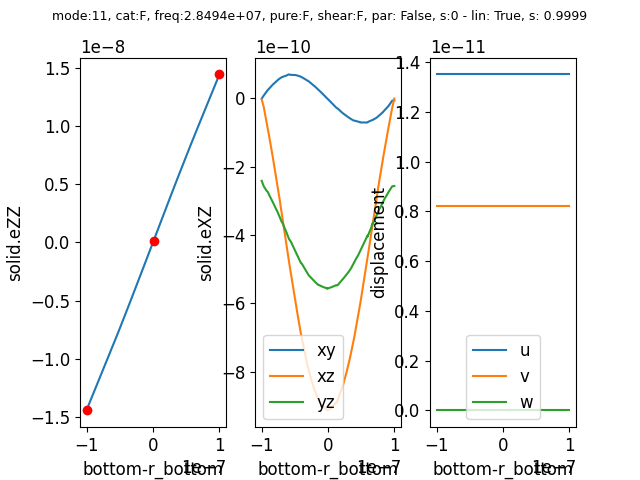 mode:11, cat:F, freq:2.8494e+07, pure:F, shear:F, par: False, s:0 - lin: True, s: 0.9999
1e−8
1.5
1.0
0.5
0.0
−0.5
−1.0
−1.5
solid.eZZ
−1
0
1
bottom-r_bottom
1e−7
1e−10
0
−2
−4
−6
−8
solid.eXZ
xy
xz
yz
−1
0
1
bottom-r_bottom
1e−7
1e−11
1.4
1.2
1.0
0.8
0.6
0.4
0.2
0.0
displacement
u
v
w
−1
0
1
bottom-r_bottom
1e−7